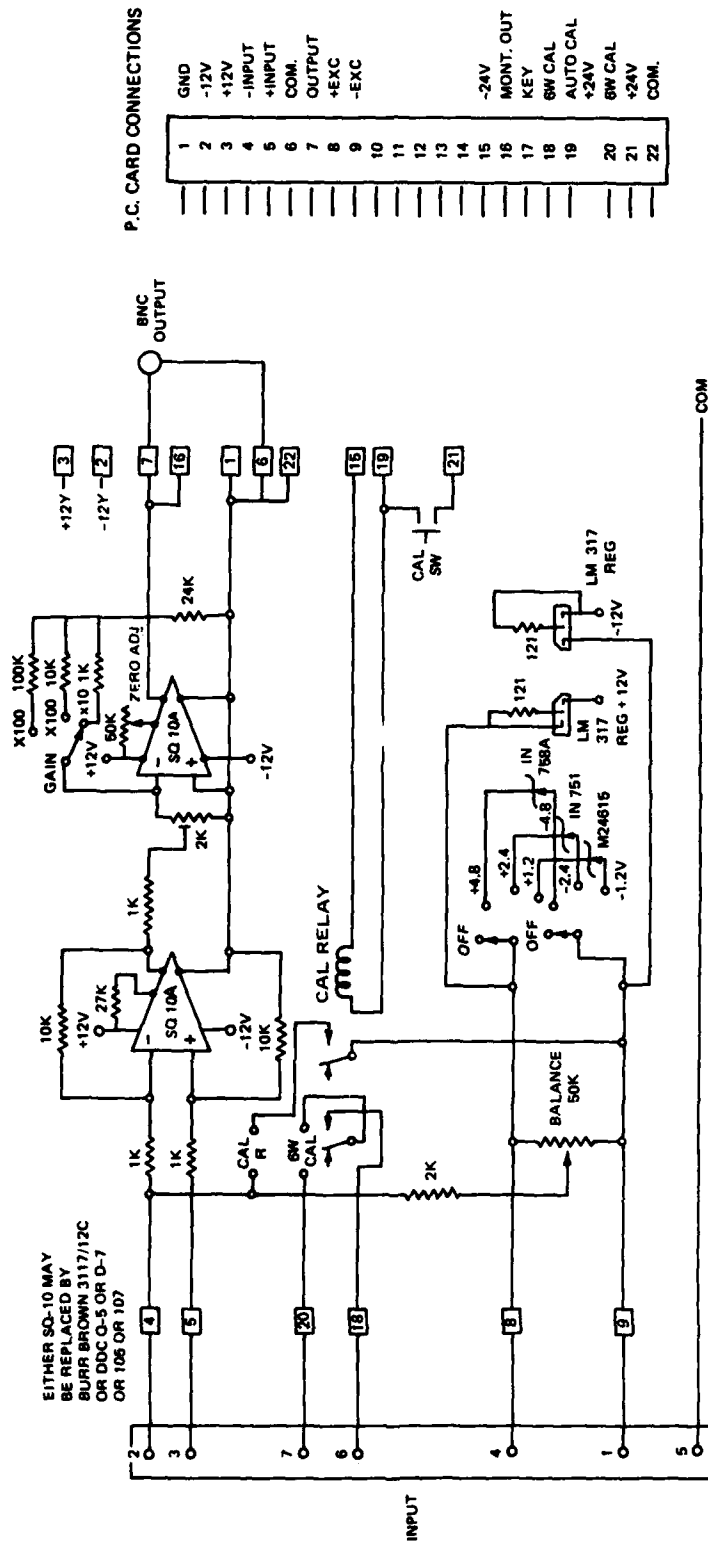 EITHER SQ-10 MAY
BE REPLACED BY
BURR BROWN 3117/12C
OR DDC Q-5 OR D-7
OR 106 OR 107
INPUT
2
3
7
6
4
1
5
4
5
20
18
8
9
1K
1K
10K
+12V
27K
SQ 10A
-
+
-12V
10K
1K
2K
GAIN
X100
100K
X100
10K
x10
1K
+12V
50K
ZERO ADJ
SQ 10A
-
+
-12V
24K
+12Y
3
-12Y
2
7
16
1
6
22
BNC
OUTPUT
CAL
R
6W
CAL
CAL RELAY
15
19
21
CAL
SW
2K
BALANCE
50K
OFF
OFF
+4.8
+2.4
+1.2
-4.8
-2.4
-1.2V
IN
758A
IN 751
M24615
121
LM
317
REG + 12V
121
LM 317
REG
-12V
COM
P.C. CARD CONNECTIONS
1 GND
2 -12V
3 +12V
4 -INPUT
5 +INPUT
6 COM.
7 OUTPUT
8 +EXC
9 -EXC
10
11
12
13
14
15 -24V
16 MONT. OUT
17 KEY
18 6W CAL
19 AUTO CAL
+24V
20 6W CAL
21 +24V
22 COM.